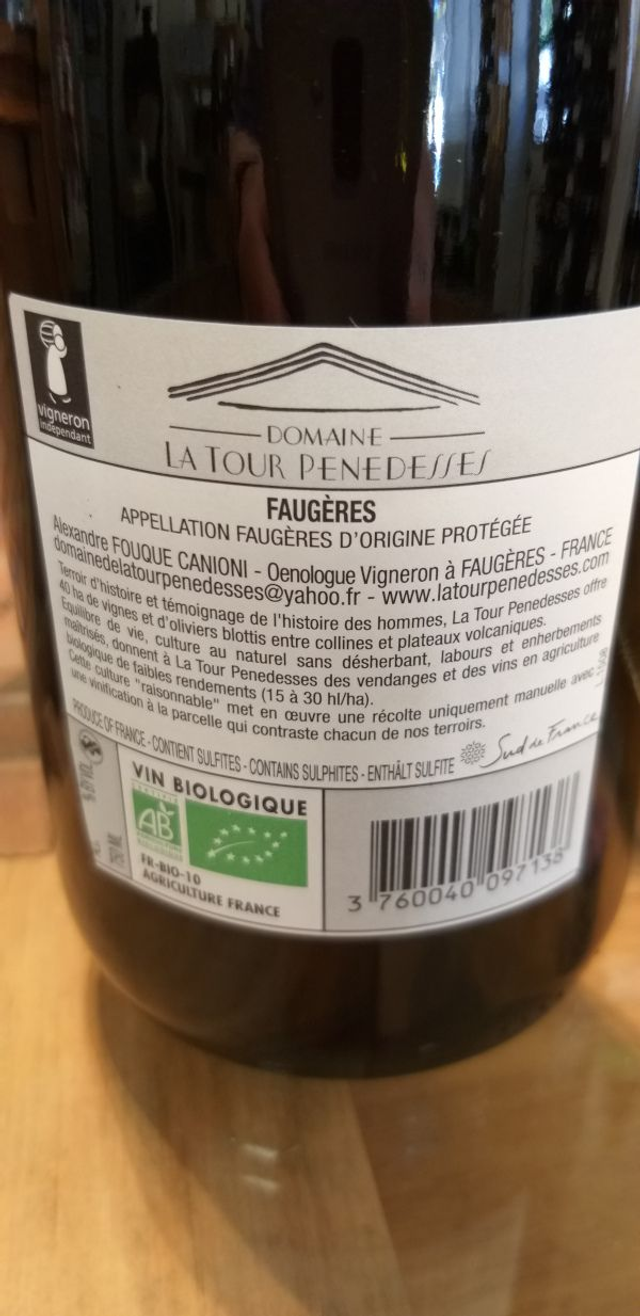 vigneron
indépendant
DOMAINE
LA TOUR PENEDESSES
FAUGÈRES
APPELLATION FAUGÈRES D'ORIGINE PROTÉGÉE
Alexandre FOUQUE CANIONI - Oenologue Vigneron à FAUGÈRES - FRANCE
domainedelatourpenedesses@yahoo.fr - www.latourpenedesses.com
Terroir d'histoire et témoignage de l'histoire des hommes, La Tour Penedesses offre
40 ha de vignes et d'oliviers blottis entre collines et plateaux volcaniques.
Equilibre de vie, culture au naturel sans désherbant, labours et enherbements
maîtrisés, donnent à La Tour Penedesses des vendanges et des vins en agriculture
biologique de faibles rendements (15 à 30 hl/ha).
Cette culture "raisonnable" met en œuvre une récolte uniquement manuelle avec
une vinification à la parcelle qui contraste chacun de nos terroirs.
PRODUCE OF FRANCE - CONTIENT SULFITES - CONTAINS SULPHITES - ENTHÄLT SULFITE
Sud de France
VIN BIOLOGIQUE
AB
FR-BIO-10
AGRICULTURE FRANCE
750 ML
3 760040 097138